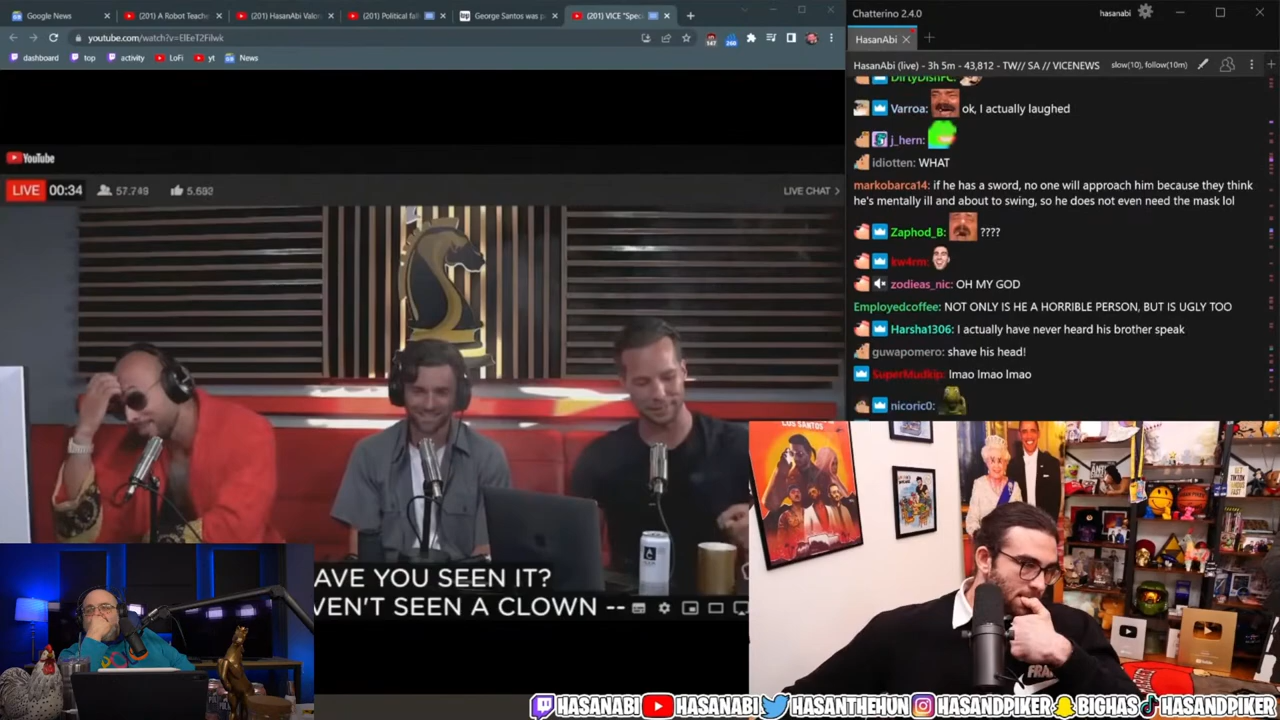 Google News
(201) A Robot Teache
(201) HasanAbi Valor
(201) Political fall
George Santos was p
(201) VICE "Spec
youtube.com/watch?v=EIEeT2Filwk
147
260
dashboard
top
activity
LoFi
yt
News
YouTube
LIVE 00:34 57.749 5.593 LIVE CHAT
AVE YOU SEEN IT?
VEN'T SEEN A CLOWN --
Chatterino 2.4.0
hasanabi
HasanAbi
HasanAbi (live) - 3h 5m - 43,812 - TW// SA // VICENEWS
slow(10), follow(10m)
DirtyDishFC:
Varroa: ok, I actually laughed
j_hern:
idiotten: WHAT
markobarca14: if he has a sword, no one will approach him because they think
he's mentally ill and about to swing, so he does not even need the mask lol
Zaphod_B: ????
kw4rm:
zodieas_nic: OH MY GOD
Employedcoffee: NOT ONLY IS HE A HORRIBLE PERSON, BUT IS UGLY TOO
Harsha1306: I actually have never heard his brother speak
guwapomero: shave his head!
SuperMudkip: lmao lmao lmao
nicoric0:
LOS SANTOS
HASANABI
HASANABI
HASANTHEHUN
HASANDPIKER
BIGHAS
HASANDPIKER